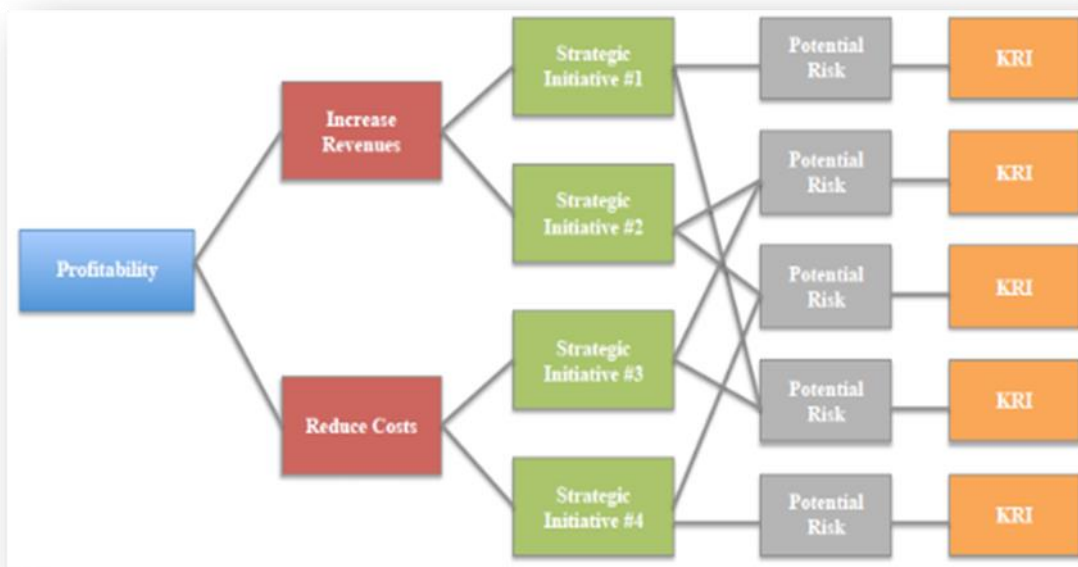 Profitability
Increase
Revenues
Reduce Costs
Strategic
Initiative #1
Strategic
Initiative #2
Strategic
Initiative #3
Strategic
Initiative #4
Potential
Risk
Potential
Risk
Potential
Risk
Potential
Risk
Potential
Risk
KRI
KRI
KRI
KRI
KRI